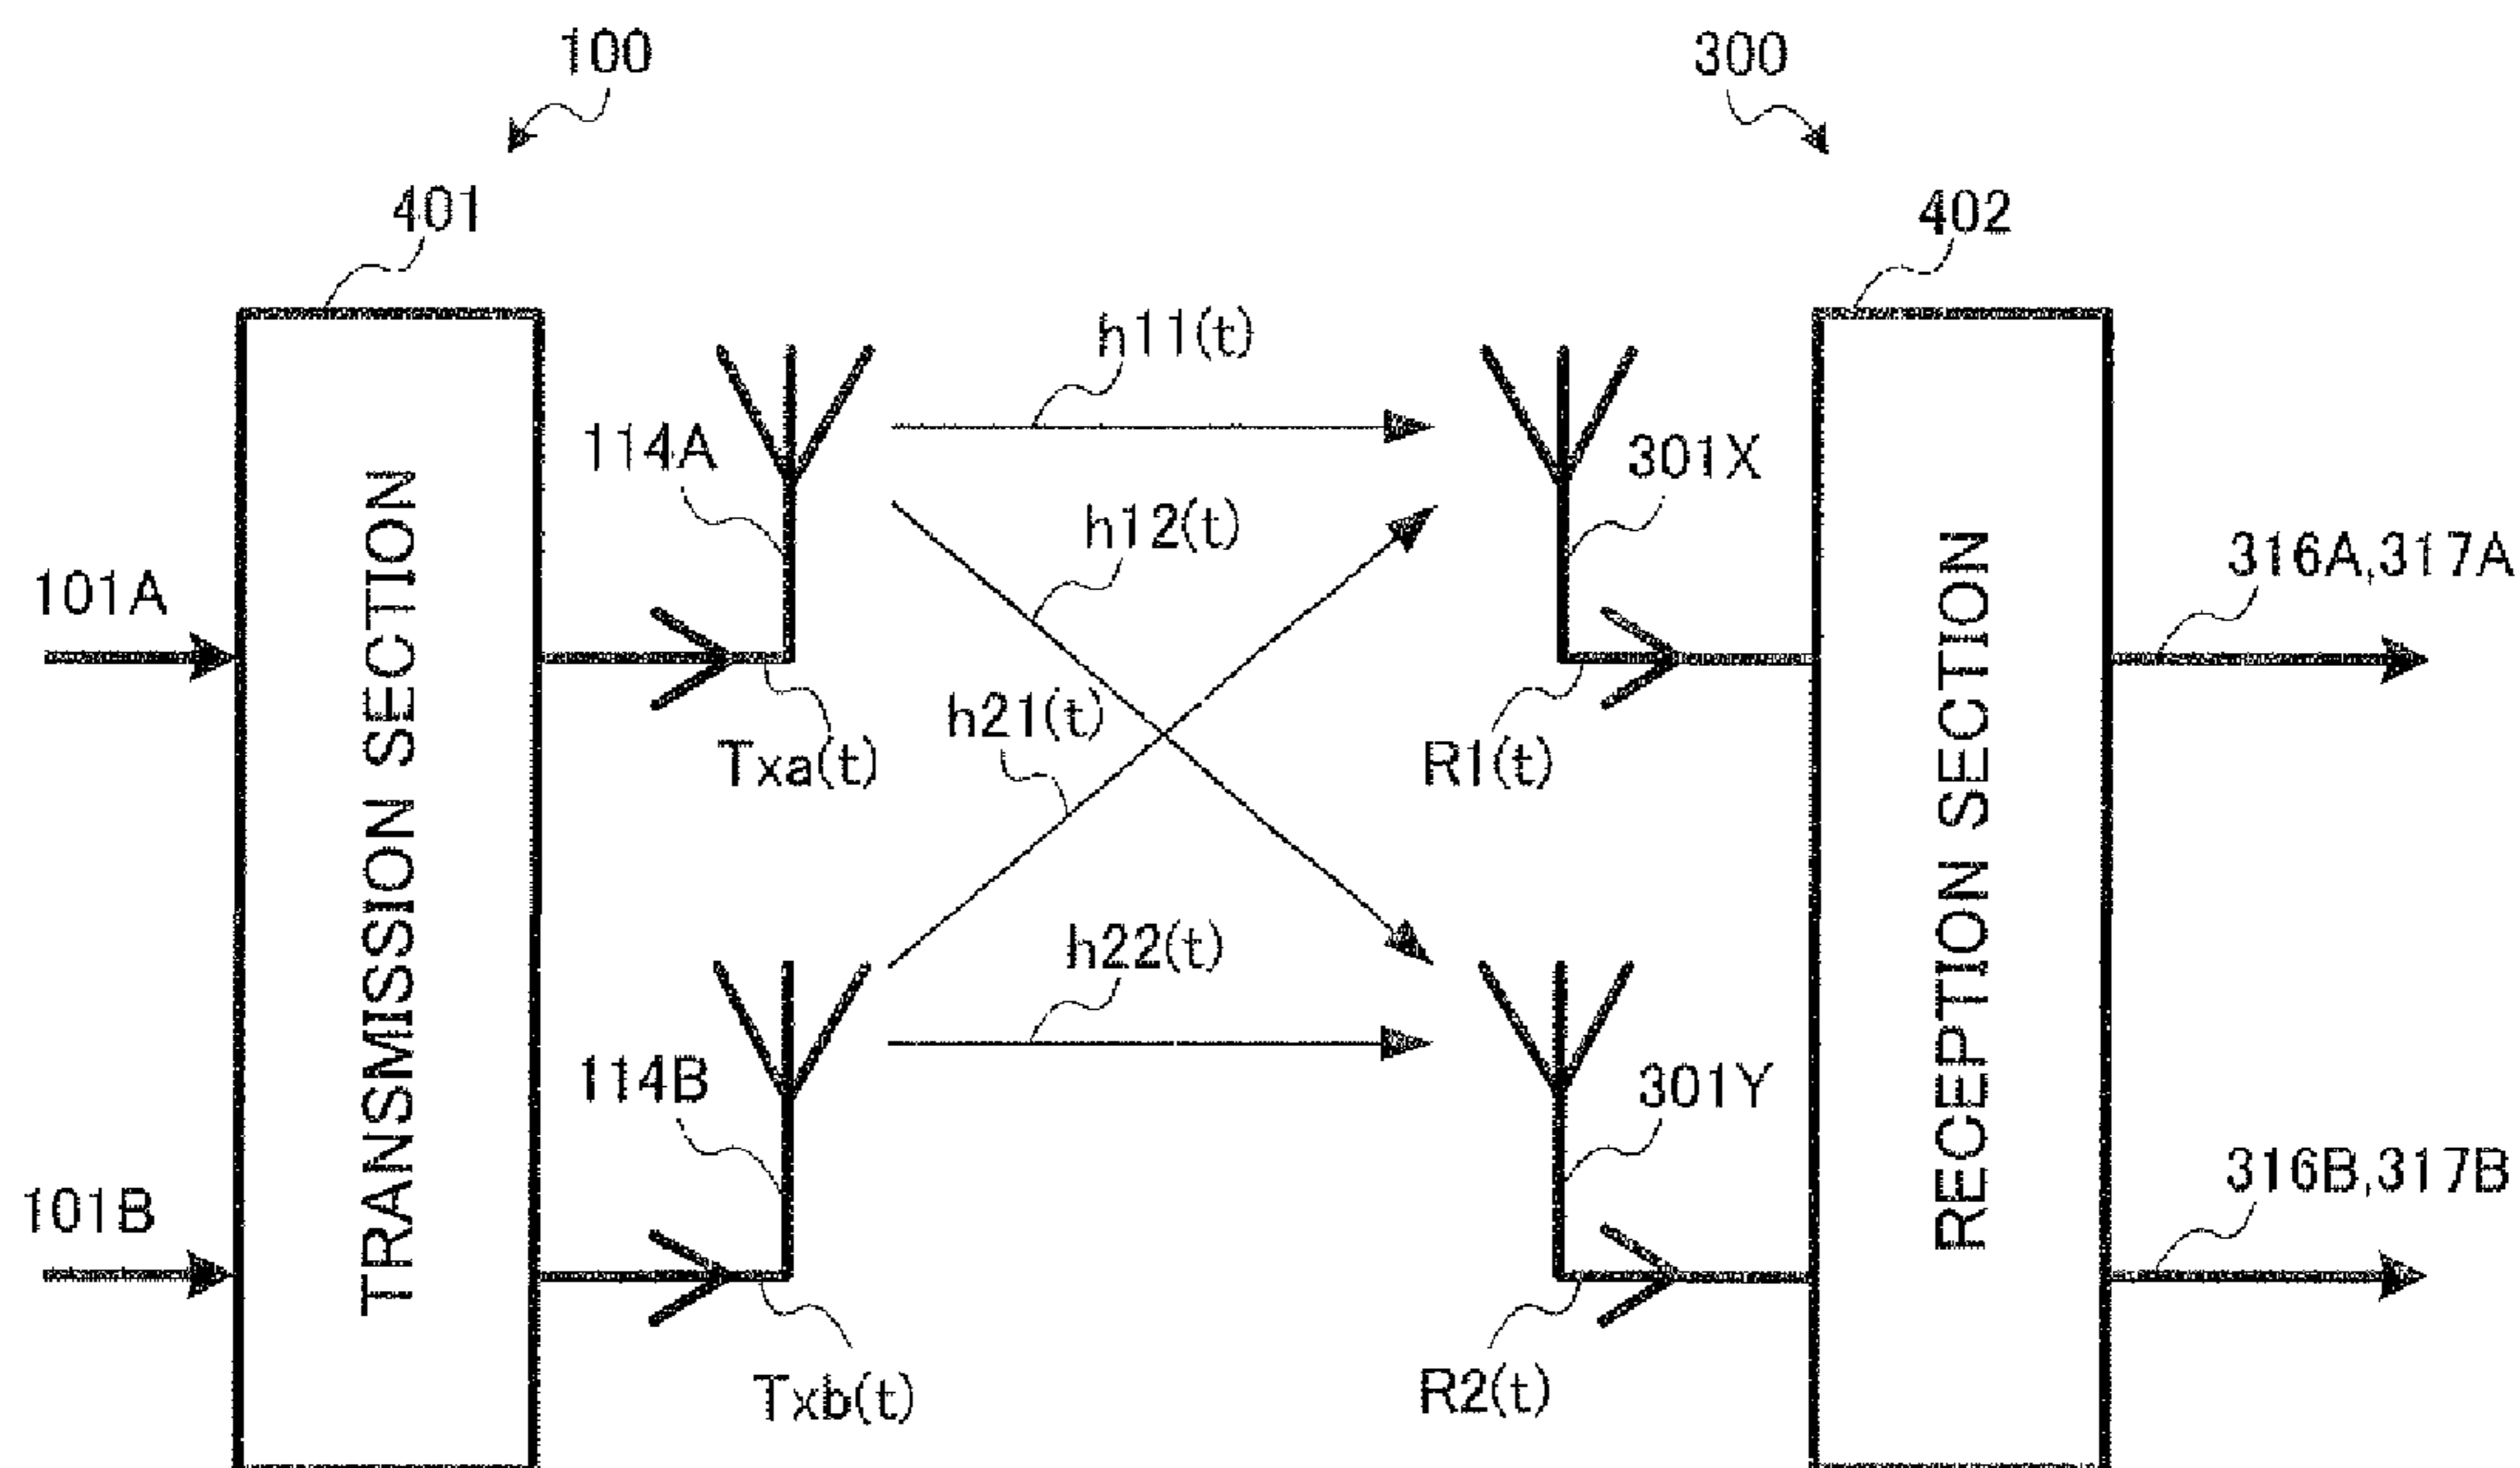 100
300
401
402
h11(t)
114A
301X
h12(t)
101A
316A,317A
TRANSMISSION SECTION
RECEPTION SECTION
h21(t)
Txa(t)
R1(t)
h22(t)
114B
301Y
101B
316B,317B
Txb(t)
R2(t)